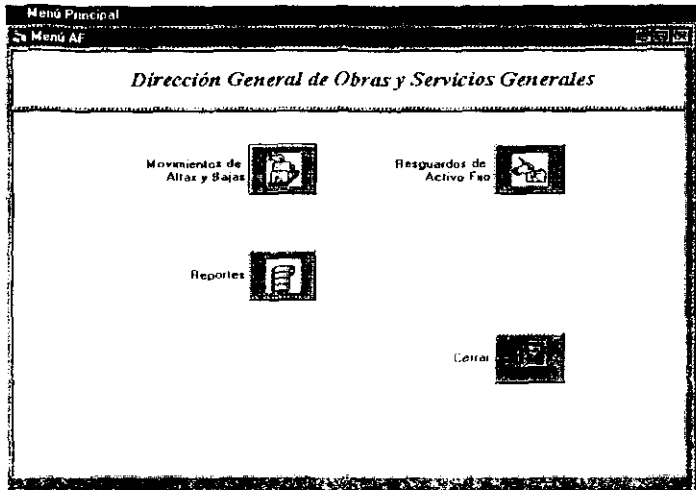 Menú Principal
Menú AF
Dirección General de Obras y Servicios Generales
Movimientos de
Altas y Bajas
Resguardos de
Activo Fijo
Reportes
Cerrar